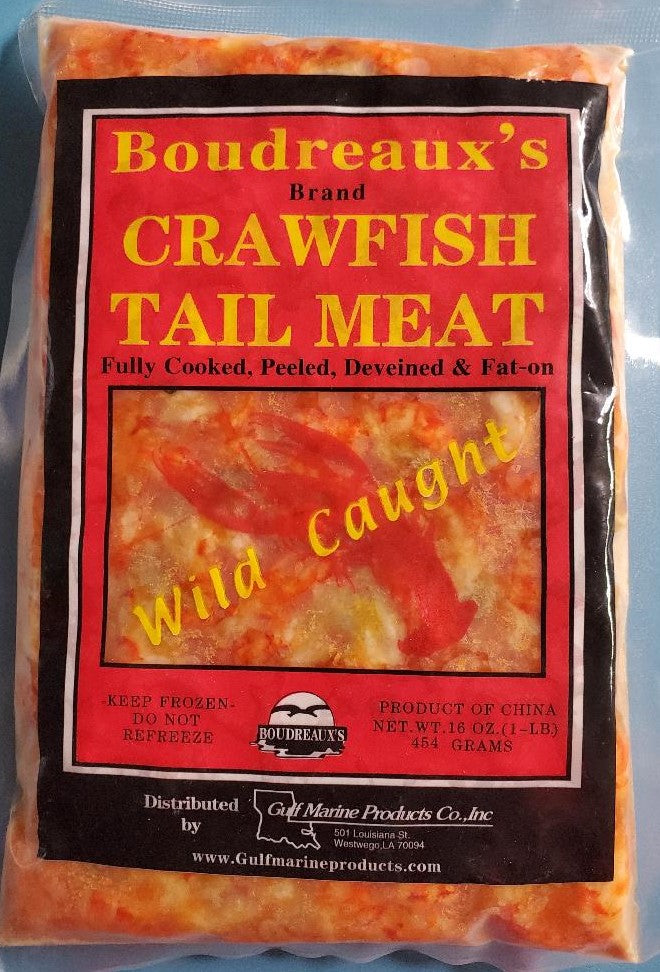 Boudreaux's
Brand
CRAWFISH
TAIL MEAT
Fully Cooked, Peeled, Deveined & Fat-on
Wild Caught
-KEEP FROZEN-
DO NOT
REFREEZE
BOUDREAUX'S
PRODUCT OF CHINA
NET.WT.16 OZ.(1-LB)
454 GRAMS
Distributed
by
Gulf Marine Products Co.,Inc
501 Louisiana St.
Westwego,LA 70094
www.Gulfmarineproducts.com